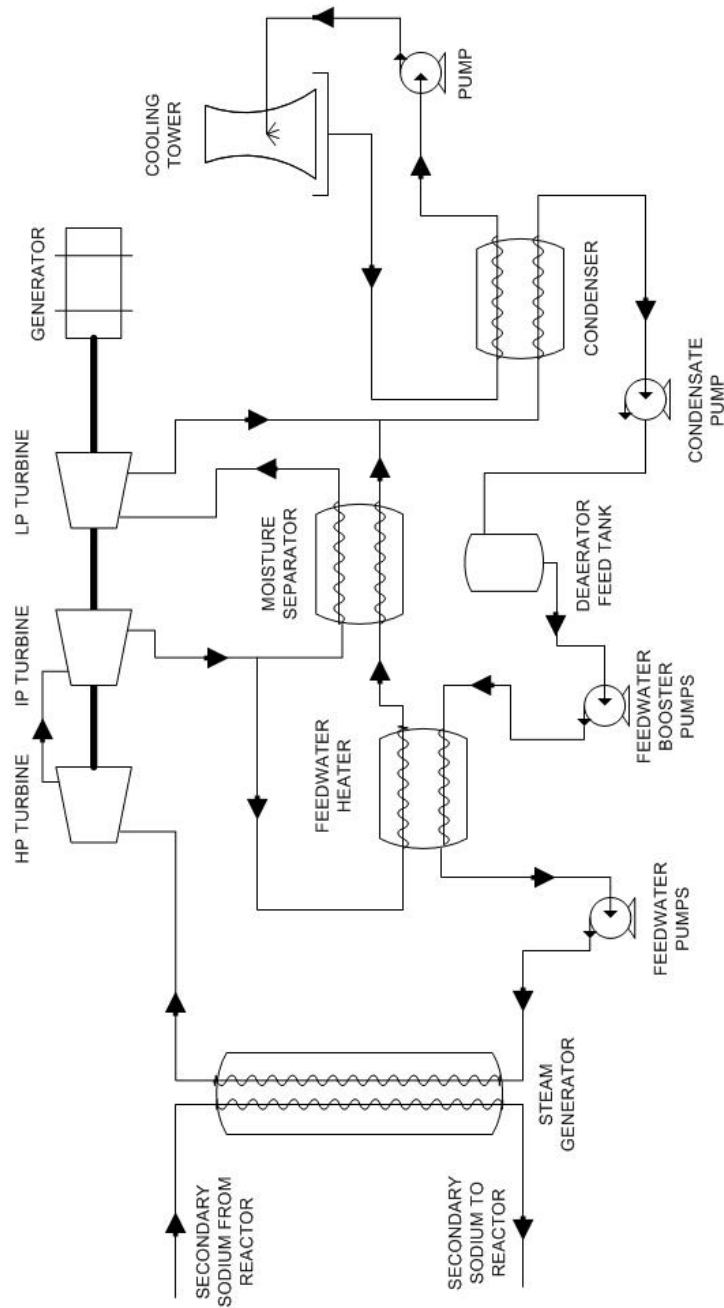 SECONDARY
SODIUM FROM
REACTOR
SECONDARY
SODIUM TO
REACTOR
STEAM
GENERATOR
HP TURBINE
IP TURBINE
LP TURBINE
GENERATOR
FEEDWATER
HEATER
MOISTURE
SEPARATOR
COOLING
TOWER
PUMP
CONDENSER
FEEDWATER
PUMPS
FEEDWATER
BOOSTER
PUMPS
DEAERATOR
FEED TANK
CONDENSATE
PUMP